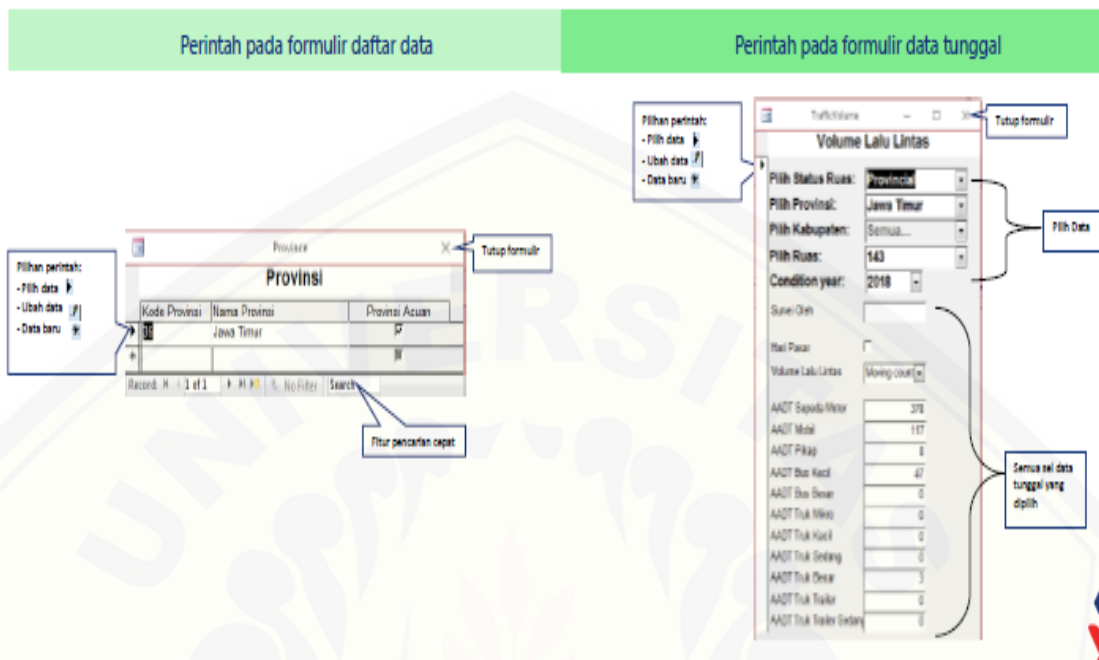 Perintah pada formulir daftar data
Perintah pada formulir data tunggal
Pilihan perintah:
- Pilih data
- Ubah data
- Data baru
Province
Tutup formulir
Provinsi
Kode Provinsi Nama Provinsi Provinsi Acuan
35 Jawa Timur
Record: 1 of 1 No Filter Search
Fitur pencarian cepat
Pilihan perintah:
- Pilih data
- Ubah data
- Data baru
TrafficVolume
Tutup formulir
Volume Lalu Lintas
Pilih Status Ruas: Provincial
Pilih Provinsi: Jawa Timur
Pilih Kabupaten: Semua...
Pilih Ruas: 143
Condition year: 2018
Pilih Data
Survei Oleh
Hari Pasar
Volume Lalu Lintas Moving count
AADT Sepeda Motor 378
AADT Mobil 117
AADT Pikap 8
AADT Bus Kecil 47
AADT Bus Besar 0
AADT Truk Mikro 0
AADT Truk Kecil 0
AADT Truk Sedang 0
AADT Truk Besar 3
AADT Truk Trailer 0
AADT Truk Trailer Sedang 0
Semua sel data
tunggal yang
dipilih
UNIVERSITAS